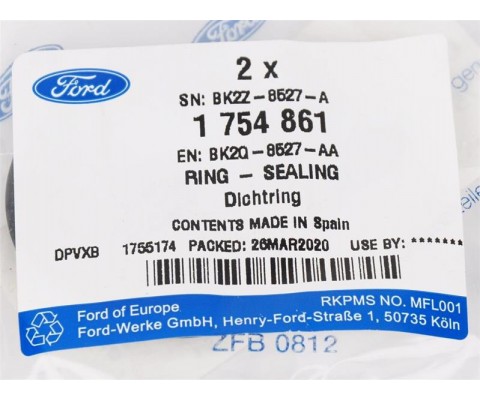 Ford
2 x
SN: BK2Z-8527-A
1 754 861
EN: BK2Q-8527-AA
RING - SEALING
Dichtring
CONTENTS MADE IN Spain
DPVXB 1755174 PACKED: 26MAR2020 USE BY: *******
Ford of Europe RKPMS NO. MFL001
Ford-Werke GmbH, Henry-Ford-Straße 1, 50735 Köln
ZFB 0812